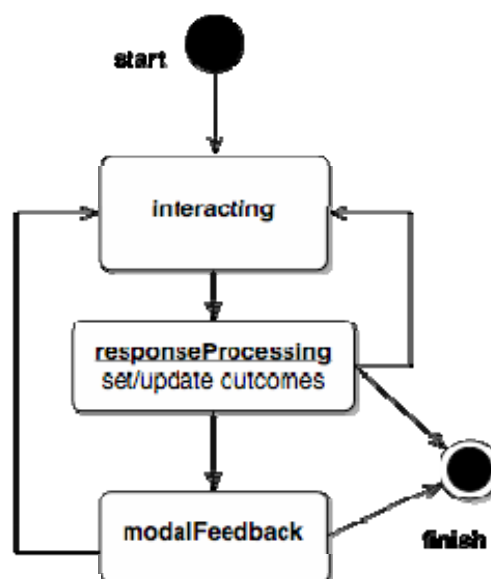 start
interacting
responseProcessing
set/update outcomes
modalFeedback
finish